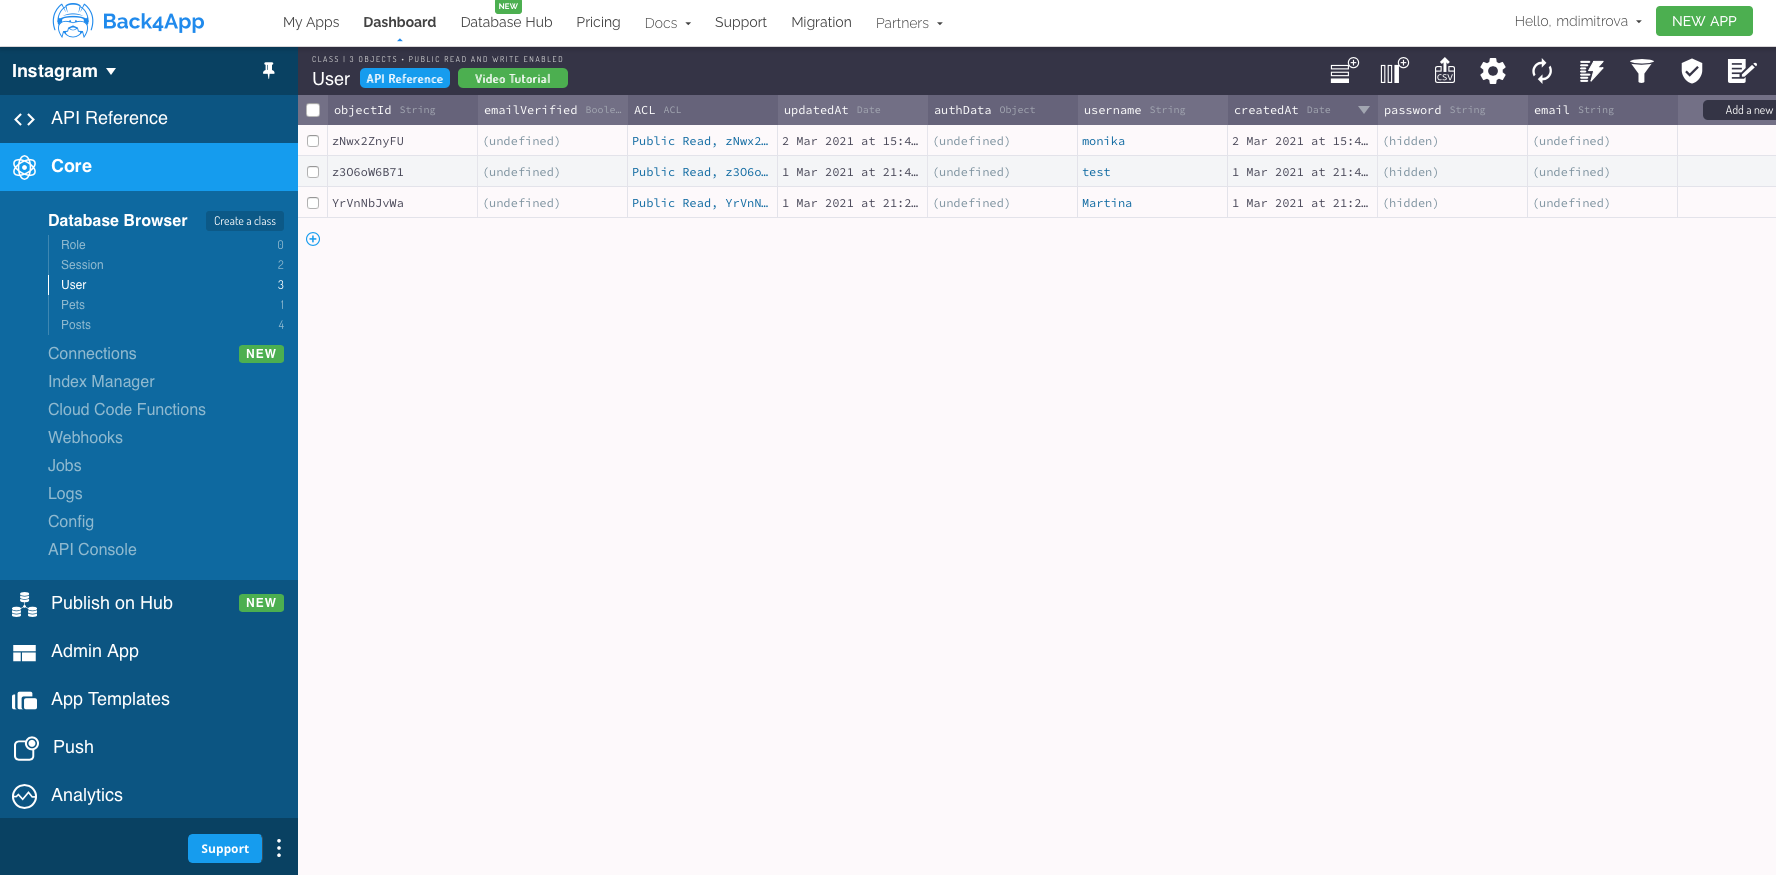 Back4App
My Apps Dashboard Database Hub NEW Pricing Docs Support Migration Partners
Hello, mdimitrova NEW APP
Instagram
API Reference
Core
Database Browser Create a class
Role 0
Session 2
User 3
Pets 1
Posts 4
Connections NEW
Index Manager
Cloud Code Functions
Webhooks
Jobs
Logs
Config
API Console
Publish on Hub NEW
Admin App
App Templates
Push
Analytics
Support
CLASS | 3 OBJECTS • PUBLIC READ AND WRITE ENABLED
User API Reference Video Tutorial
CSV
objectId String emailVerified Boole… ACL ACL updatedAt Date authData Object username String createdAt Date password String email String Add a new
zNwx2ZnyFU (undefined) Public Read, zNwx2… 2 Mar 2021 at 15:4… (undefined) monika 2 Mar 2021 at 15:4… (hidden) (undefined)
z3O6oW6B71 (undefined) Public Read, z3O6o… 1 Mar 2021 at 21:4… (undefined) test 1 Mar 2021 at 21:4… (hidden) (undefined)
YrVnNbJvWa (undefined) Public Read, YrVnN… 1 Mar 2021 at 21:2… (undefined) Martina 1 Mar 2021 at 21:2… (hidden) (undefined)